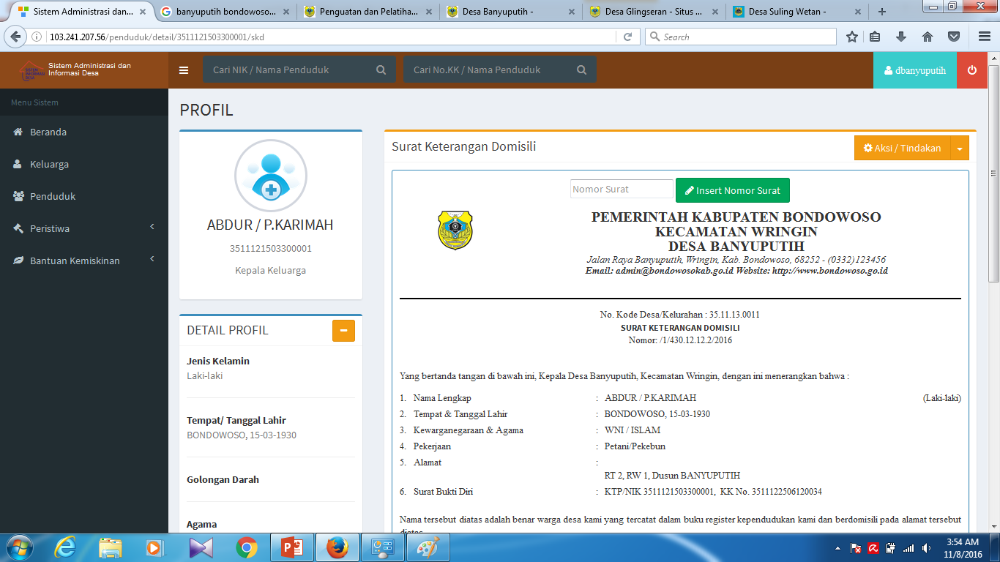 Sistem Administrasi dan...
banyuputih bondowoso...
Penguatan dan Pelatiha...
Desa Banyuputih -
Desa Glingseran - Situs ...
Desa Suling Wetan -
103.241.207.56/penduduk/detail/3511121503300001/skd
Search
SISTEM INFORMASI DESA
Sistem Administrasi dan
Informasi Desa
Cari NIK / Nama Penduduk
Cari No.KK / Nama Penduduk
dbanyuputih
Menu Sistem
Beranda
Keluarga
Penduduk
Peristiwa
Bantuan Kemiskinan
PROFIL
ABDUR / P.KARIMAH
3511121503300001
Kepala Keluarga
DETAIL PROFIL
Jenis Kelamin
Laki-laki
Tempat/ Tanggal Lahir
BONDOWOSO, 15-03-1930
Golongan Darah
Agama
Surat Keterangan Domisili
Aksi / Tindakan
Nomor Surat
Insert Nomor Surat
PEMERINTAH KABUPATEN BONDOWOSO
KECAMATAN WRINGIN
DESA BANYUPUTIH
Jalan Raya Banyuputih, Wringin, Kab. Bondowoso, 68252 - (0332)123456
Email: admin@bondowosokab.go.id Website: http://www.bondowoso.go.id
No. Kode Desa/Kelurahan : 35.11.13.0011
SURAT KETERANGAN DOMISILI
Nomor: /1/430.12.12.2/2016
Yang bertanda tangan di bawah ini, Kepala Desa Banyuputih, Kecamatan Wringin, dengan ini menerangkan bahwa :
1. Nama Lengkap : ABDUR / P.KARIMAH (Laki-laki)
2. Tempat & Tanggal Lahir : BONDOWOSO, 15-03-1930
3. Kewarganegaraan & Agama : WNI / ISLAM
4. Pekerjaan : Petani/Pekebun
5. Alamat :
RT 2, RW 1, Dusun BANYUPUTIH
6. Surat Bukti Diri : KTP/NIK 3511121503300001, KK No. 3511122506120034
Nama tersebut diatas adalah benar warga desa kami yang tercatat dalam buku register kependudukan kami dan berdomisili pada alamat tersebut
diatas
3:54 AM
11/8/2016